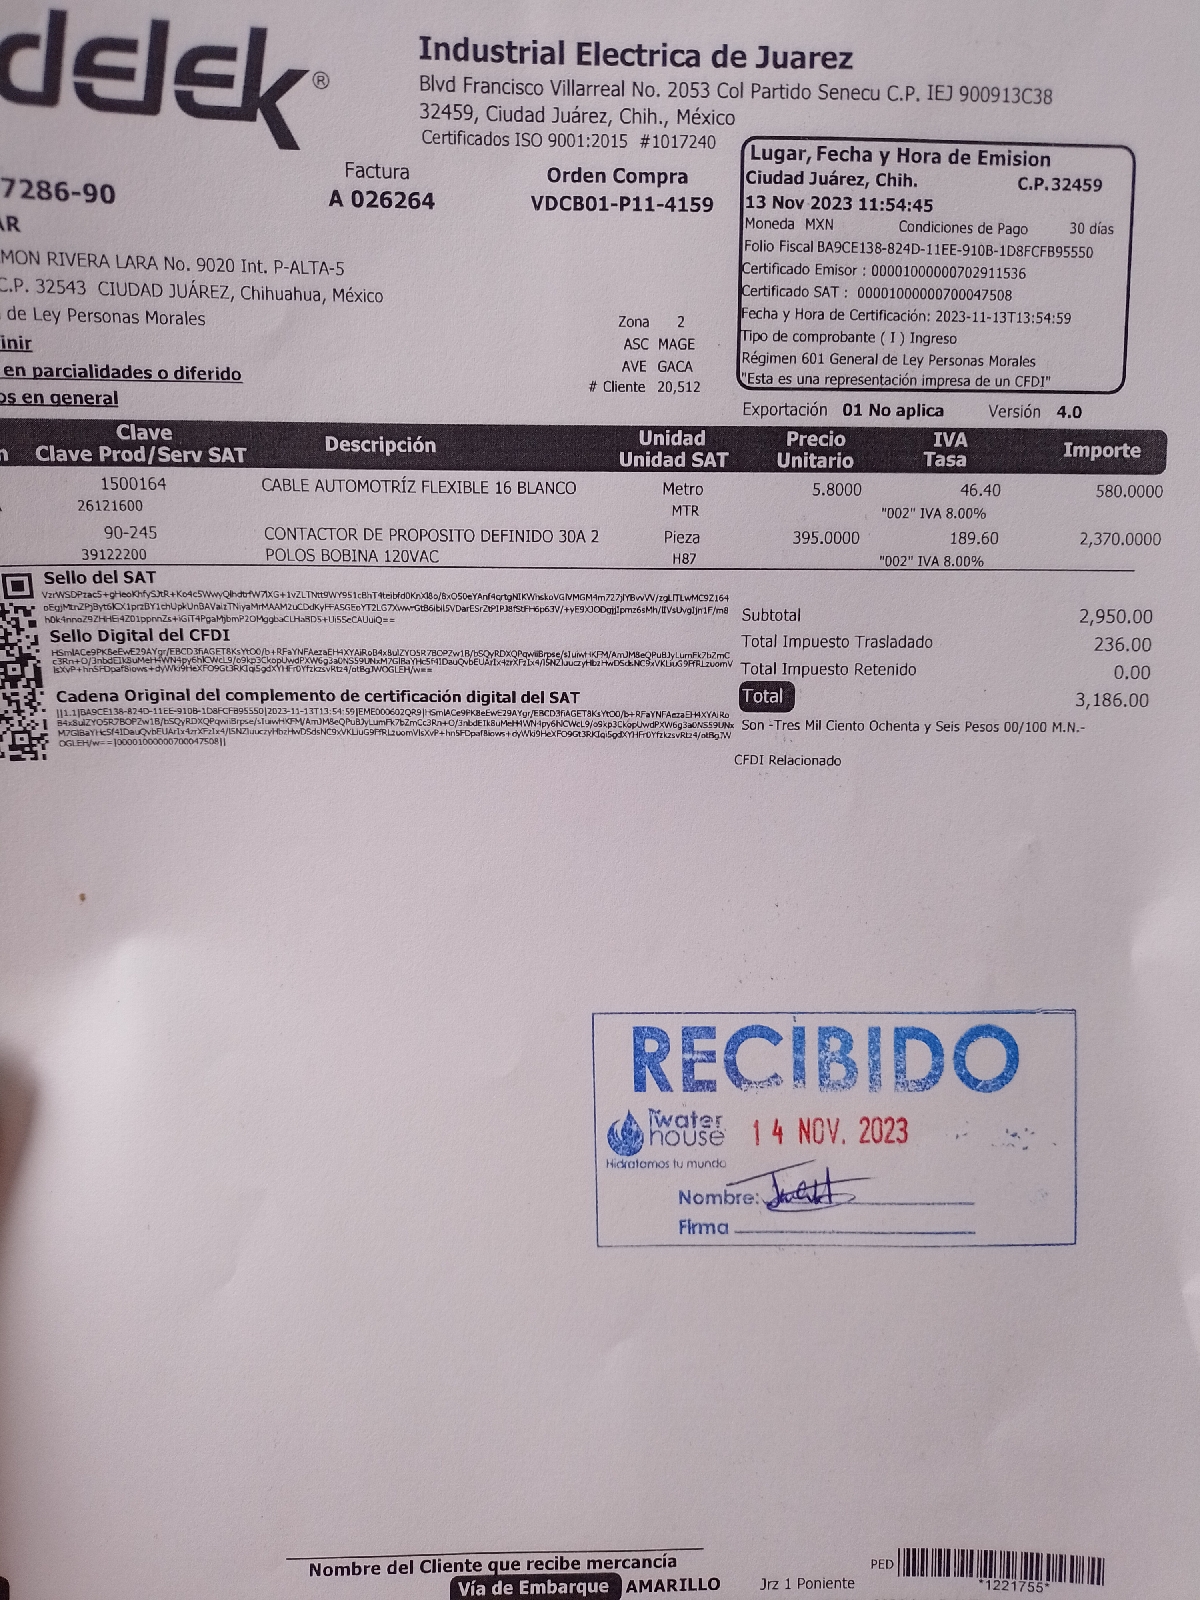 delek®
Industrial Electrica de Juarez
Blvd Francisco Villarreal No. 2053 Col Partido Senecu C.P. IEJ 900913C38
32459, Ciudad Juárez, Chih., México
Certificados ISO 9001:2015 #1017240
7286-90
Factura
A 026264
Orden Compra
VDCB01-P11-4159
Lugar, Fecha y Hora de Emision
Ciudad Juárez, Chih. C.P.32459
13 Nov 2023 11:54:45
Moneda MXN Condiciones de Pago 30 días
Folio Fiscal BA9CE138-824D-11EE-910B-1D8FCFB95550
Certificado Emisor : 00001000000702911536
Certificado SAT : 00001000000700047508
Fecha y Hora de Certificación: 2023-11-13T13:54:59
Tipo de comprobante ( I ) Ingreso
Régimen 601 General de Ley Personas Morales
"Esta es una representación impresa de un CFDI"
AR
MON RIVERA LARA No. 9020 Int. P-ALTA-5
C.P. 32543 CIUDAD JUÁREZ, Chihuahua, México
de Ley Personas Morales
inir
en parcialidades o diferido
os en general
Zona 2
ASC MAGE
AVE GACA
# Cliente 20,512
Exportación 01 No aplica Versión 4.0
n Clave Clave Prod/Serv SAT Descripción Unidad Unidad SAT Precio Unitario IVA Tasa Importe
1500164 CABLE AUTOMOTRÍZ FLEXIBLE 16 BLANCO Metro 5.8000 46.40 580.0000
26121600 MTR "002" IVA 8.00%
90-245 CONTACTOR DE PROPOSITO DEFINIDO 30A 2 Pieza 395.0000 189.60 2,370.0000
39122200 POLOS BOBINA 120VAC H87 "002" IVA 8.00%
Sello del SAT
Sello Digital del CFDI
Cadena Original del complemento de certificación digital del SAT
Subtotal 2,950.00
Total Impuesto Trasladado 236.00
Total Impuesto Retenido 0.00
Total 3,186.00
Son -Tres Mil Ciento Ochenta y Seis Pesos 00/100 M.N.-
CFDI Relacionado
RECIBIDO
water
house
Hidratamos tu mundo
14 NOV. 2023
Nombre:
Firma
Nombre del Cliente que recibe mercancía
Vía de Embarque AMARILLO Jrz 1 Poniente
PED
*1221755*